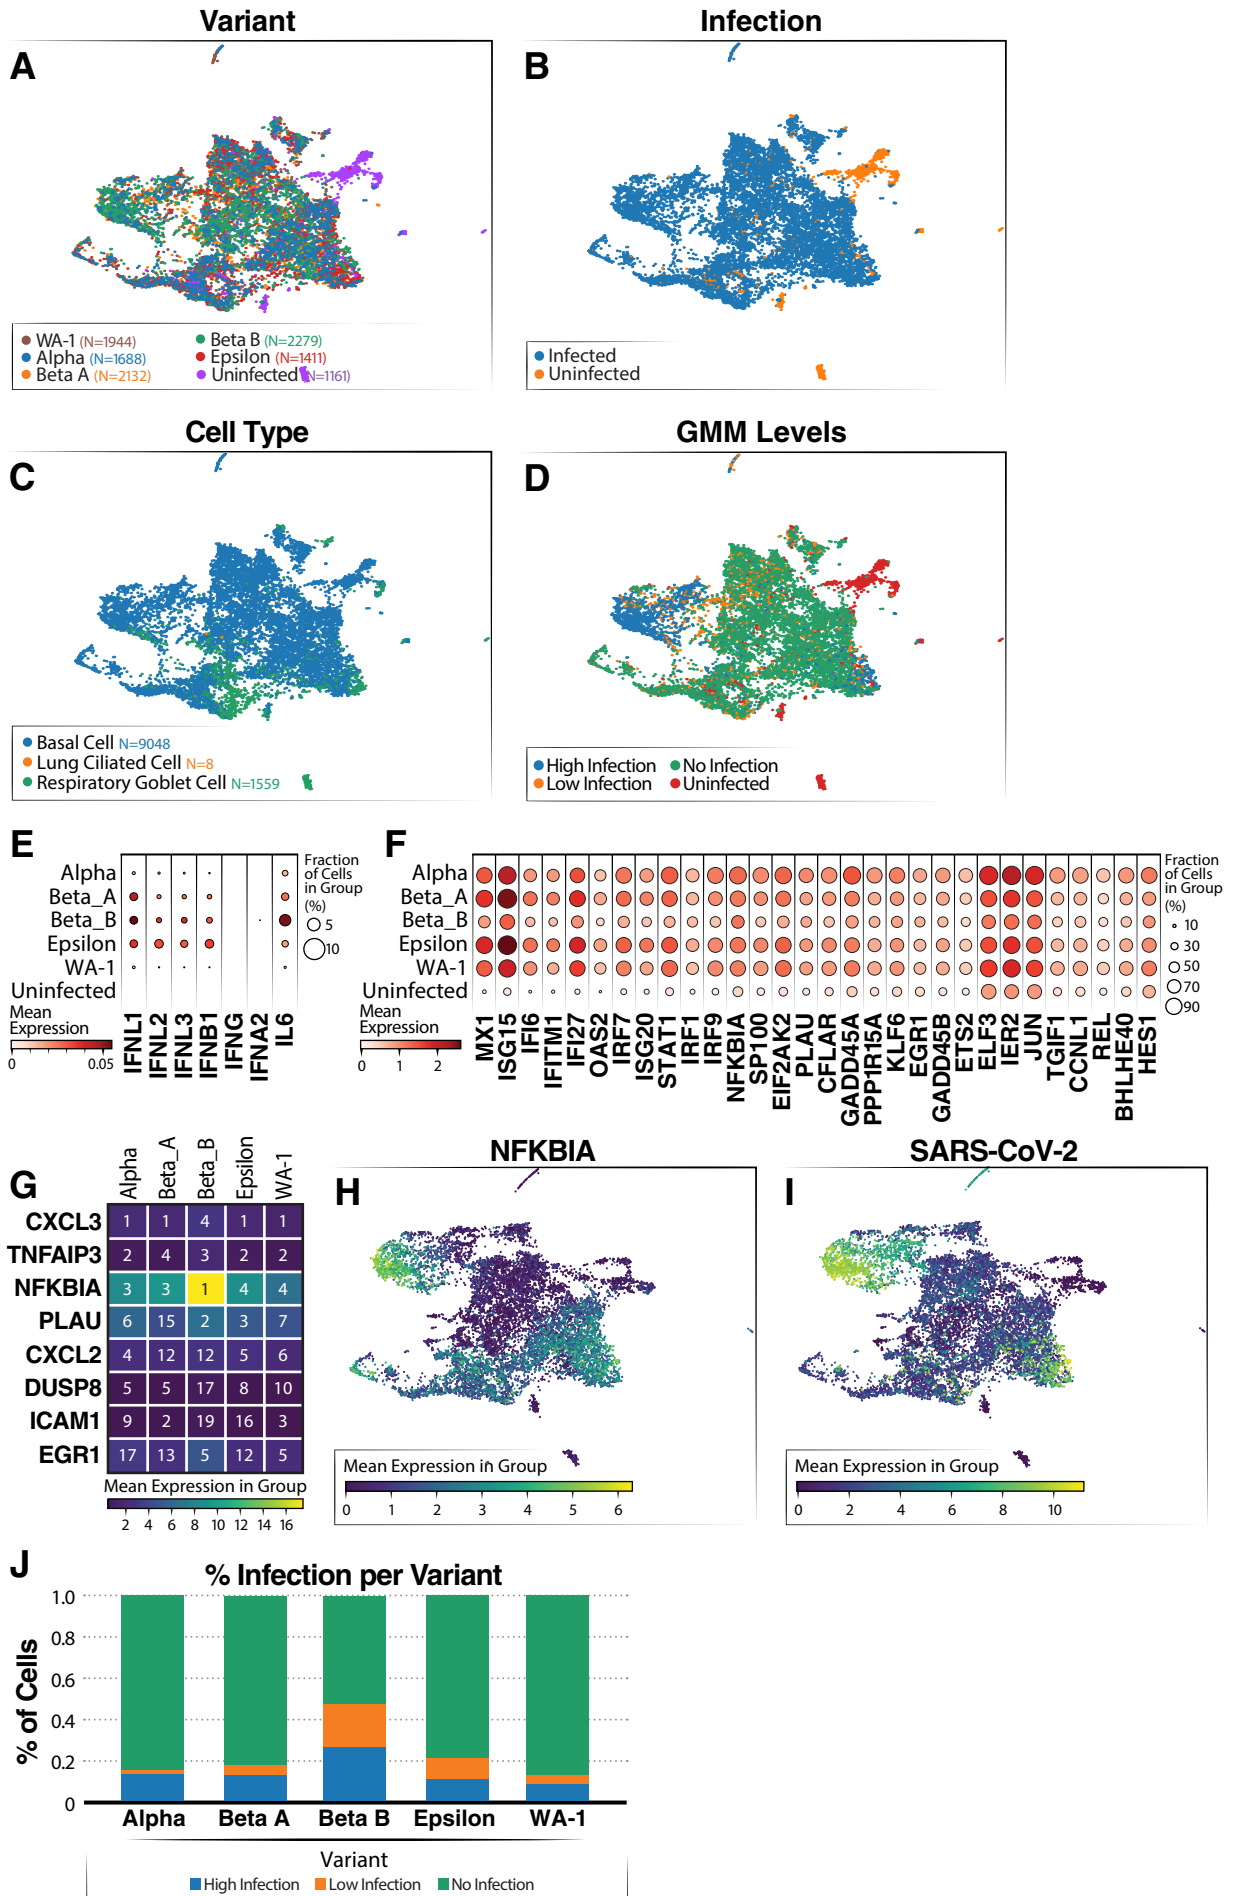 Variant
Infection
A
B
WA-1 (N=1944)
Alpha (N=1688)
Beta A (N=2132)
Beta B (N=2279)
Epsilon (N=1411)
Uninfected N=1161)
Infected
Uninfected
Cell Type
GMM Levels
C
D
Basal Cell N=9048
Lung Ciliated Cell N=8
Respiratory Goblet Cell N=1559
High Infection
Low Infection
No Infection
Uninfected
E
Alpha
Beta_A
Beta_B
Epsilon
WA-1
Uninfected
Fraction
of Cells
in Group
(%)
5
10
Mean
Expression
0 0.05
IFNL1 IFNL2 IFNL3 IFNB1 IFNG IFNA2 IL6
F
Alpha
Beta_A
Beta_B
Epsilon
WA-1
Uninfected
Fraction
of Cells
in Group
(%)
10
30
50
70
90
Mean
Expression
0 1 2
MX1 ISG15 IFI6 IFITM1 IFI27 OAS2 IRF7 ISG20 STAT1 IRF1 IRF9 NFKBIA SP100 EIF2AK2 PLAU CFLAR GADD45A PPP1R15A KLF6 EGR1 GADD45B ETS2 ELF3 IER2 JUN TGIF1 CCNL1 REL BHLHE40 HES1
G
Alpha Beta_A Beta_B Epsilon WA-1
CXCL3 1 1 4 1 1
TNFAIP3 2 4 3 2 2
NFKBIA 3 3 1 4 4
PLAU 6 15 2 3 7
CXCL2 4 12 12 5 6
DUSP8 5 5 17 8 10
ICAM1 9 2 19 16 3
EGR1 17 13 5 12 5
Mean Expression in Group
2 4 6 8 10 12 14 16
NFKBIA
H
Mean Expression in Group
0 1 2 3 4 5 6
SARS-CoV-2
I
Mean Expression in Group
0 2 4 6 8 10
J
% Infection per Variant
% of Cells
1.0
0.8
0.6
0.4
0.2
0
Alpha Beta A Beta B Epsilon WA-1
Variant
High Infection Low Infection No Infection